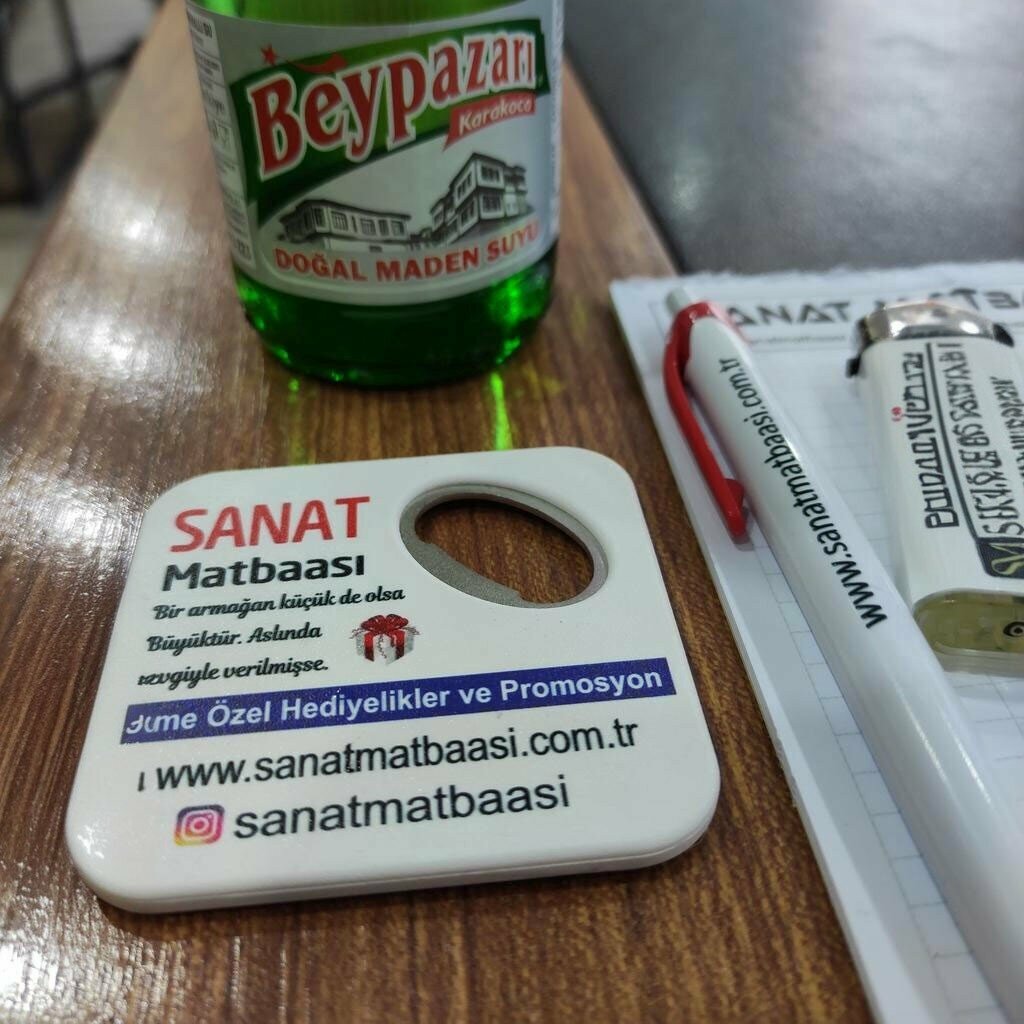 Beypazarı
Karakoca
DOĞAL MADEN SUYU
SANAT
Matbaası
Bir armağan küçük de olsa
Büyüktür. Aslında
verilmişse.
Özel Hediyelikler ve Promosyon
www.sanatmatbaasi.com.tr
sanatmatbaasi
www.sanatmatbaasi.com.tr